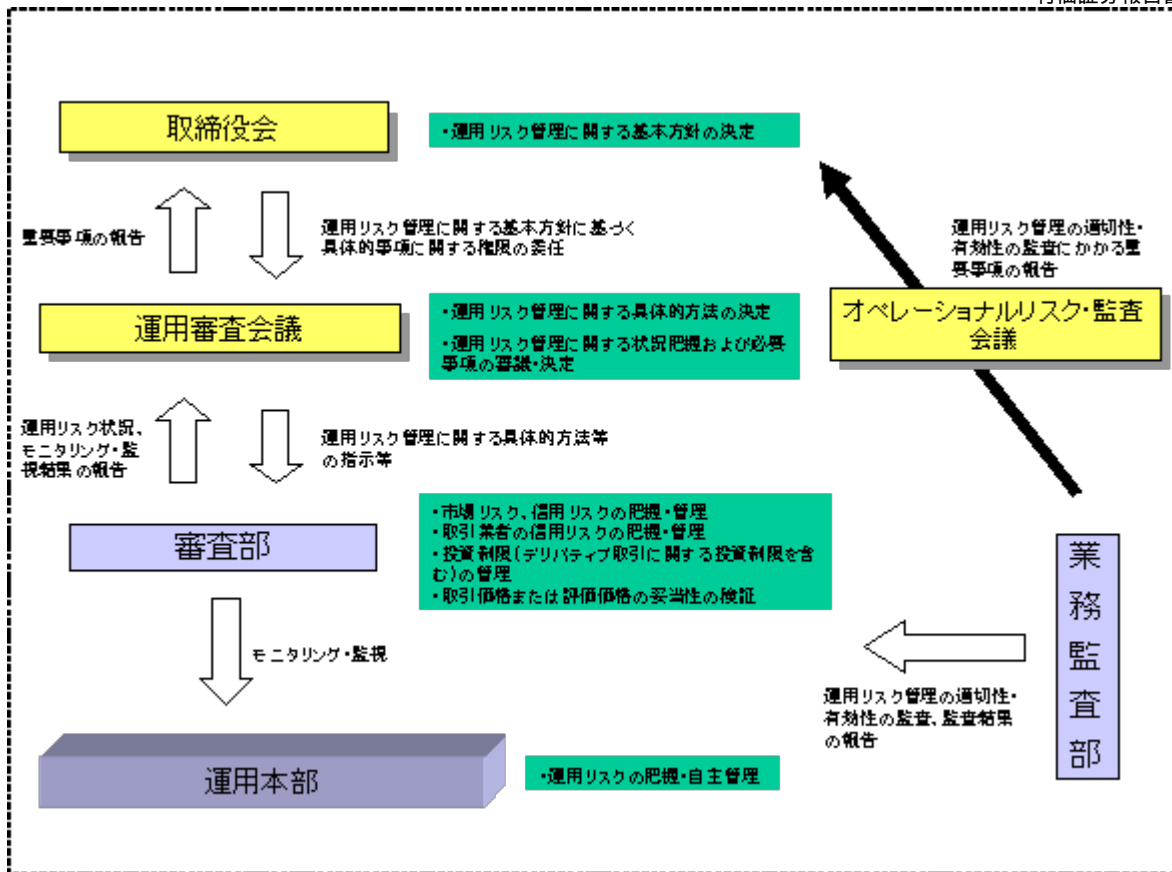 取締役会
・運用リスク管理に関する基本方針の決定
重要事項の報告
運用リスク管理に関する基本方針に基づく
具体的事項に関する権限の委任
運用リスク管理の適切性・
有効性の監査にかかる重
要事項の報告
運用審査会議
・運用リスク管理に関する具体的方法の決定
・運用リスク管理に関する状況把握および必要
事項の審議・決定
オペレーショナルリスク・監査
会議
運用リスク状況、
モニタリング・監
視結果の報告
運用リスク管理に関する具体的方法等
の指示等
審査部
・市場リスク、信用リスクの把握・管理
・取引業者の信用リスクの把握・管理
・投資制限（デリバティブ取引に関する投資制限を含
む）の管理
・取引価格または評価価格の妥当性の検証
業務監査部
モニタリング・監視
運用リスク管理の適切性・
有効性の監査、監査結果
の報告
運用本部
・運用リスクの把握・自主管理